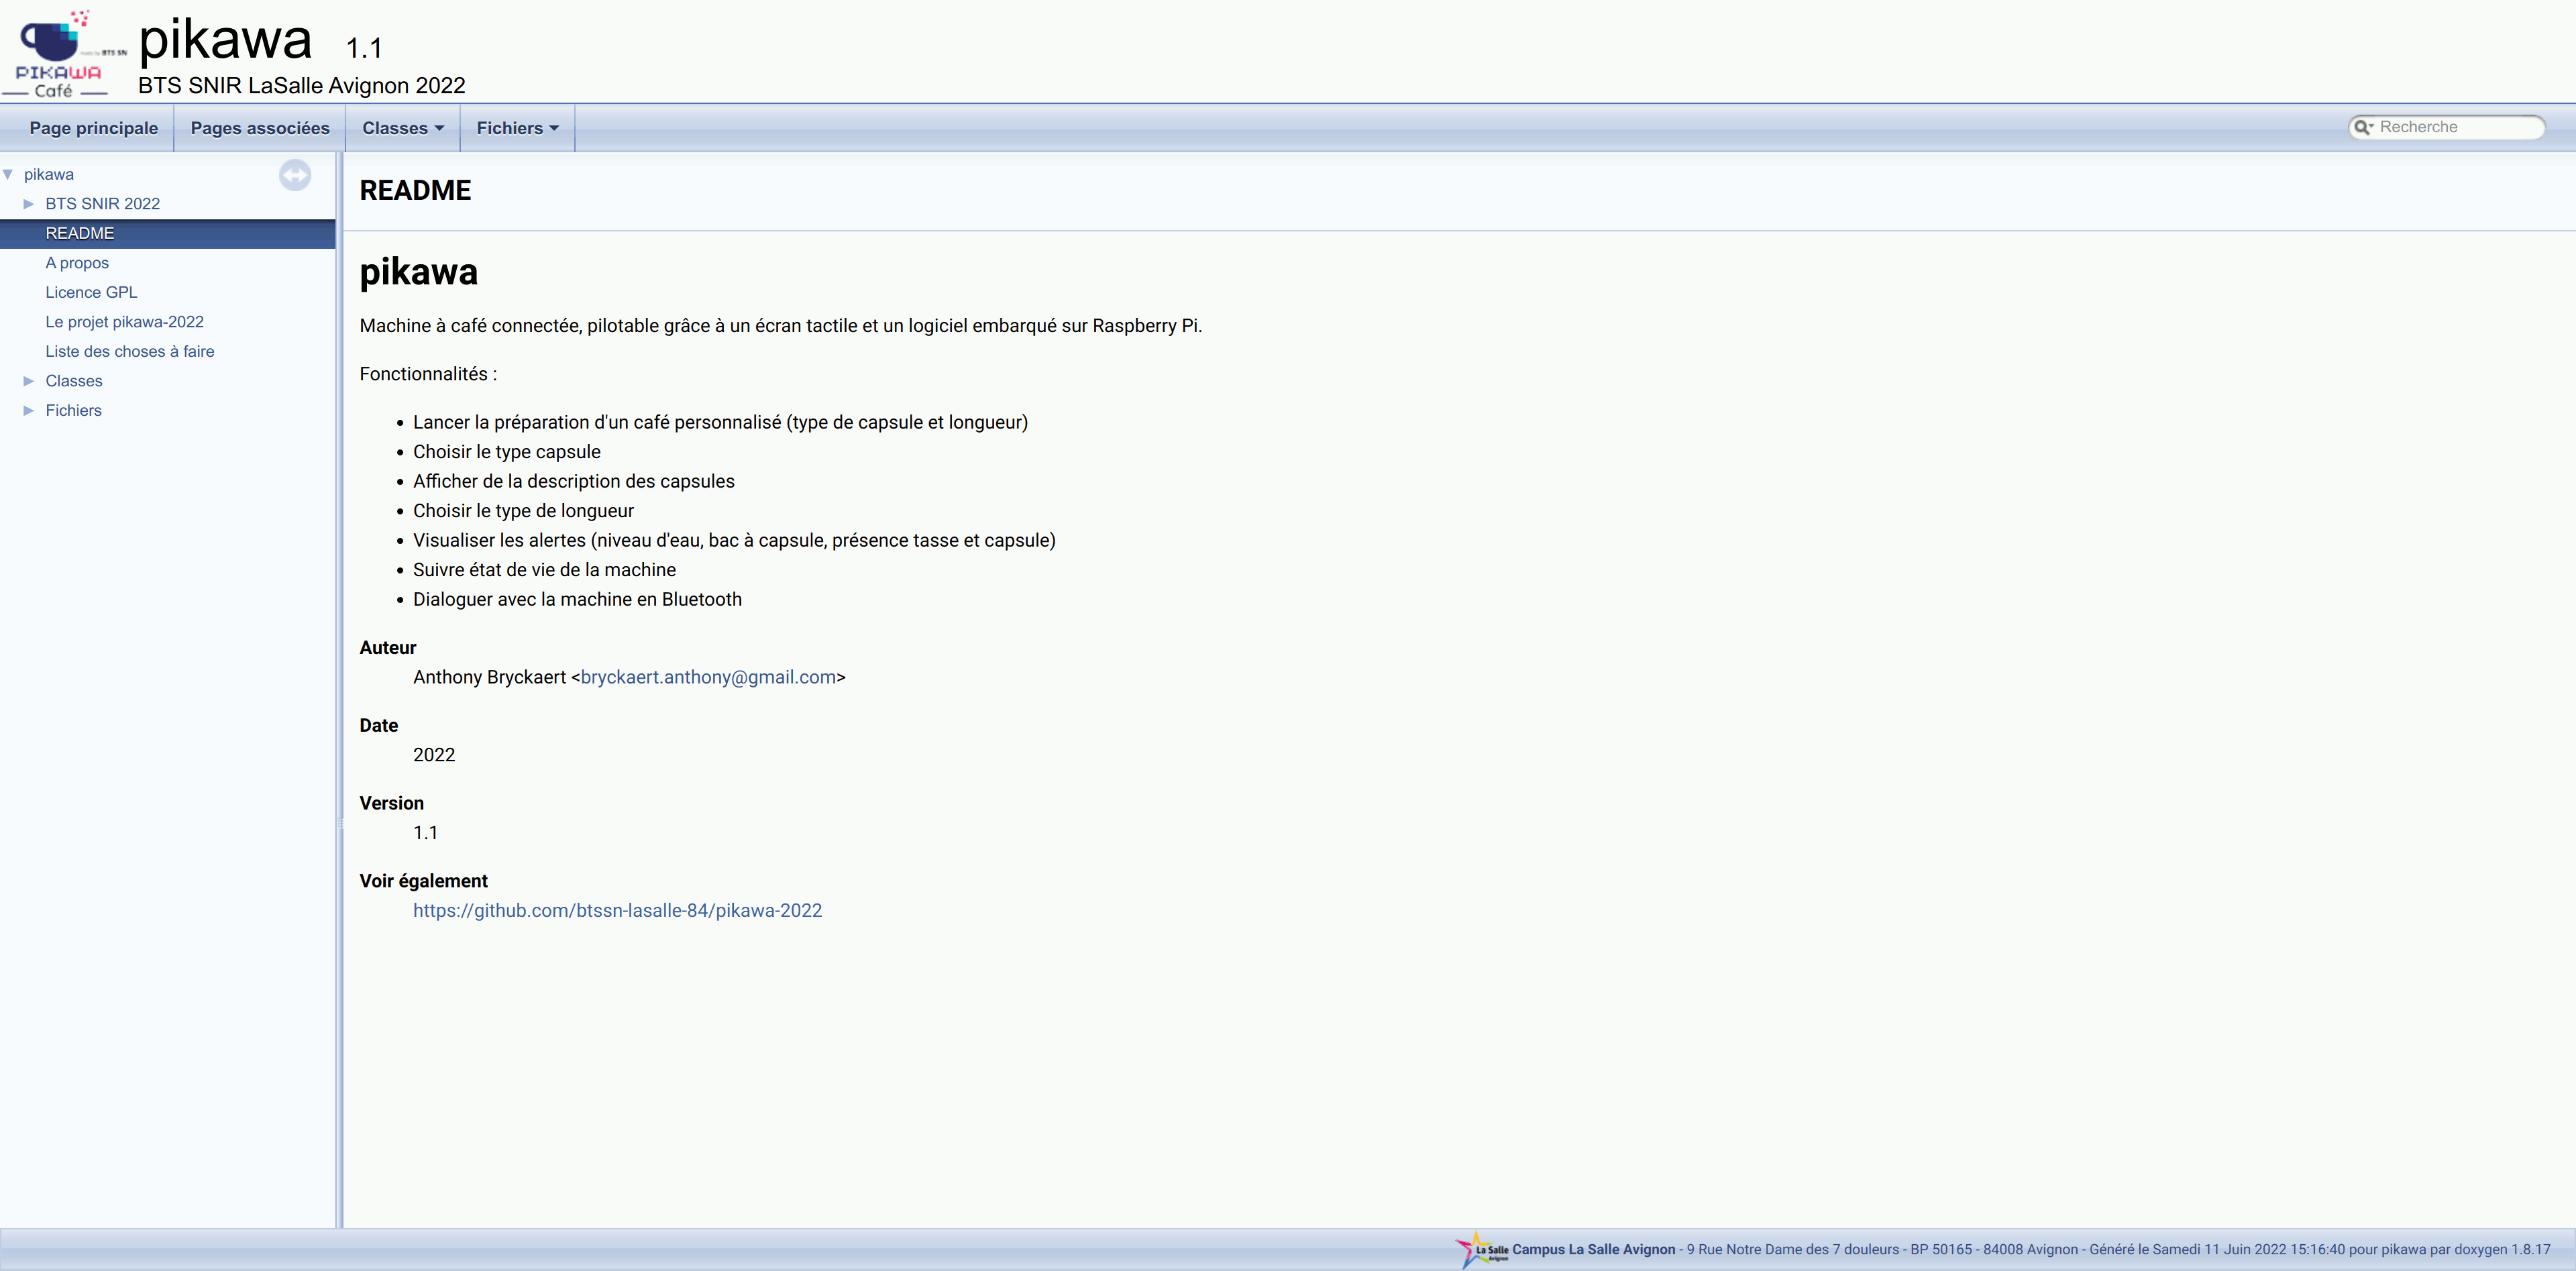 made by BTS SN
PIKAWA
Café
pikawa 1.1
BTS SNIR LaSalle Avignon 2022
Page principale
Pages associées
Classes
Fichiers
Recherche
pikawa
BTS SNIR 2022
README
A propos
Licence GPL
Le projet pikawa-2022
Liste des choses à faire
Classes
Fichiers
README
pikawa
Machine à café connectée, pilotable grâce à un écran tactile et un logiciel embarqué sur Raspberry Pi.
Fonctionnalités :
• Lancer la préparation d'un café personnalisé (type de capsule et longueur)
• Choisir le type capsule
• Afficher de la description des capsules
• Choisir le type de longueur
• Visualiser les alertes (niveau d'eau, bac à capsule, présence tasse et capsule)
• Suivre état de vie de la machine
• Dialoguer avec la machine en Bluetooth
Auteur
Anthony Bryckaert <bryckaert.anthony@gmail.com>
Date
2022
Version
1.1
Voir également
https://github.com/btssn-lasalle-84/pikawa-2022
La Salle
Avignon
Campus La Salle Avignon - 9 Rue Notre Dame des 7 douleurs - BP 50165 - 84008 Avignon - Généré le Samedi 11 Juin 2022 15:16:40 pour pikawa par doxygen 1.8.17